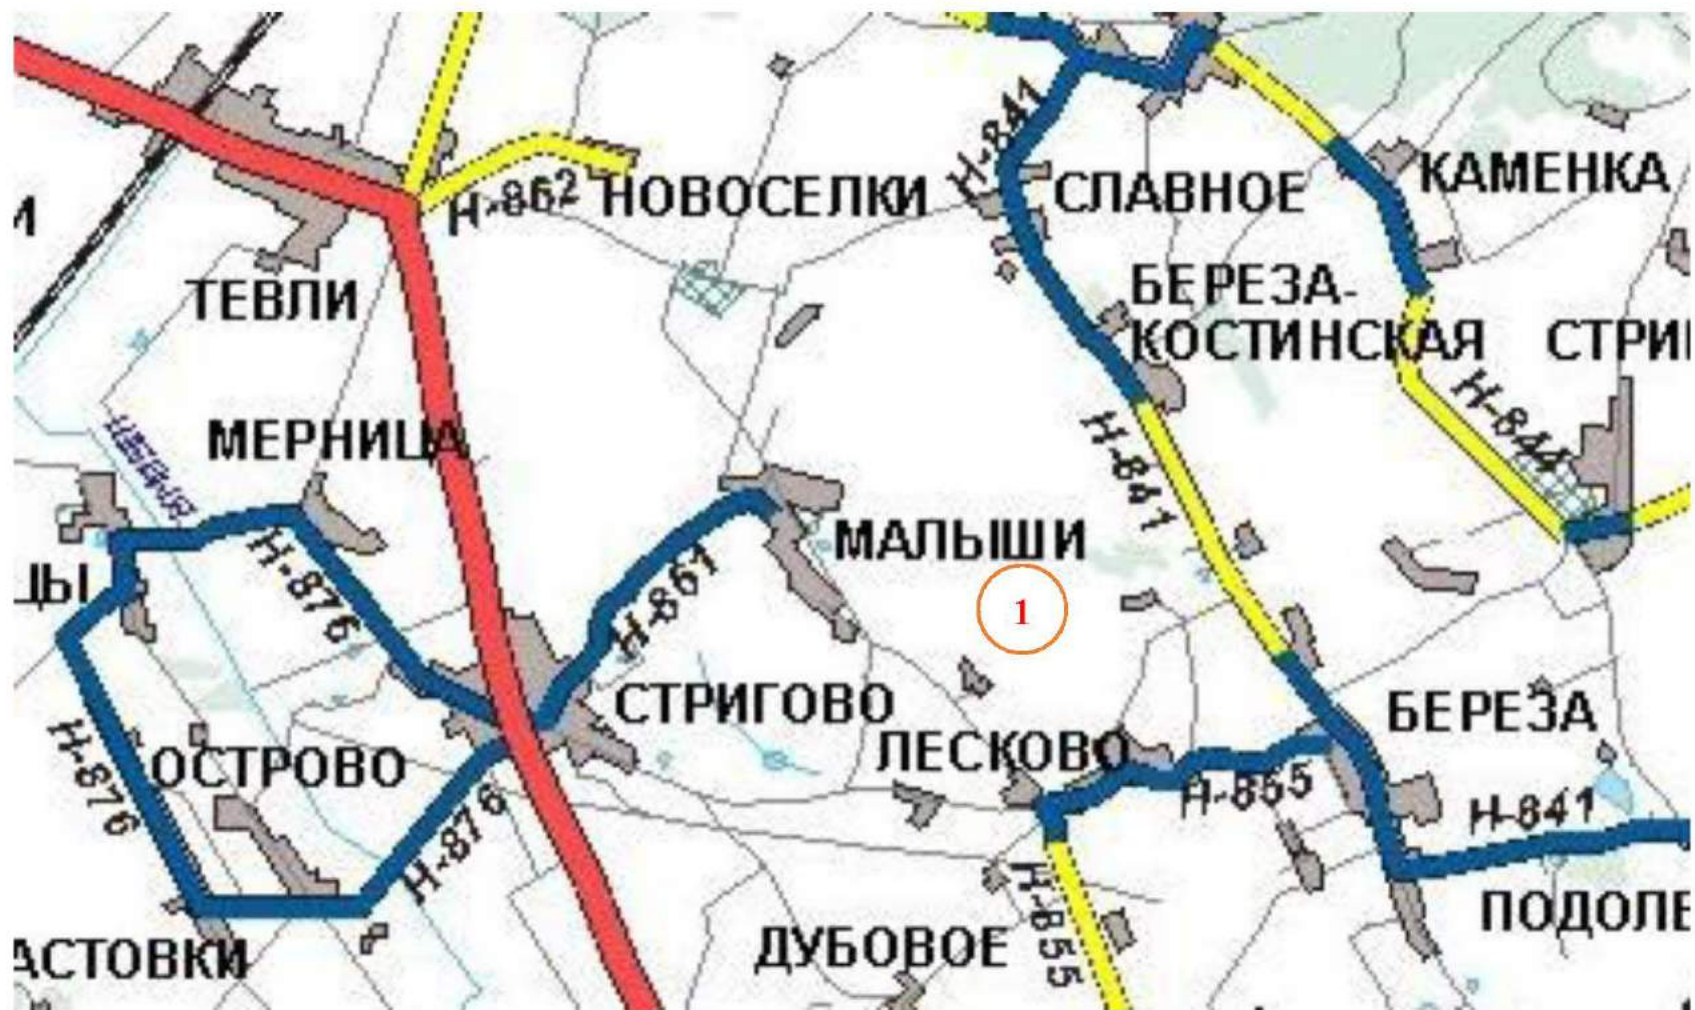 Н-841
КАМЕНКА
НОВОСЕЛКИ
СЛАВНОЕ
Н-862
И
ТЕВЛИ
БЕРЕЗА-
КОСТИНСКАЯ
СТРИ
Н-844
МЕРНИЦА
Н-841
МАЛЫШИ
Н-876
Н-861
ЦЫ
1
СТРИГОВО
БЕРЕЗА
ЛЕСКОВО
ОСТРОВО
Н-876
Н-876
Н-855
Н-841
ПОДОЛЕ
Н-855
ДУБОВОЕ
АСТОВКИ